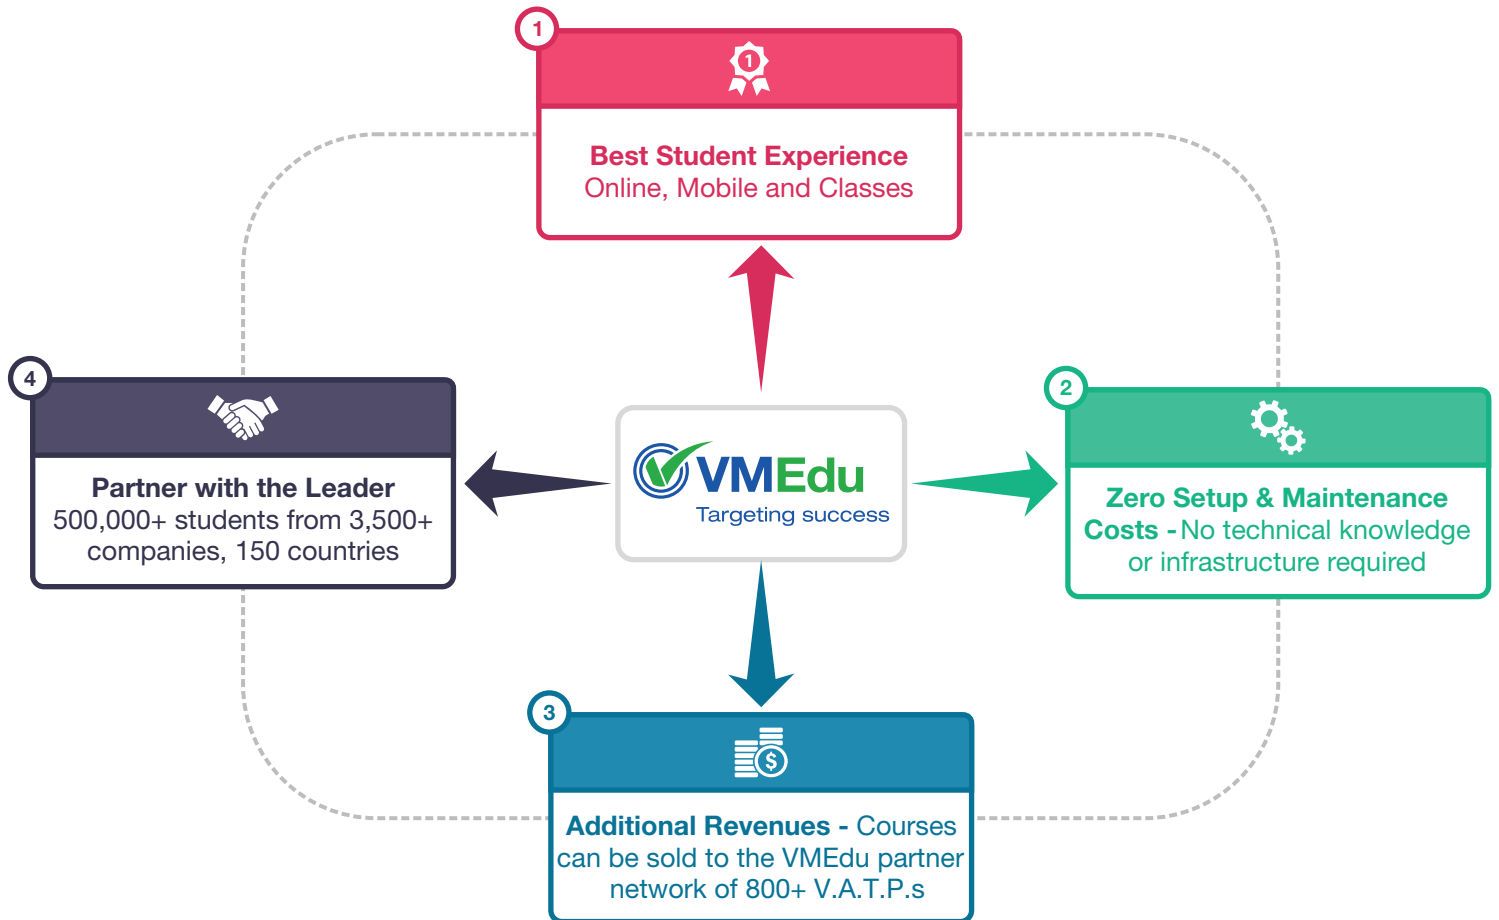 1
1
Best Student Experience
Online, Mobile and Classes
4
Partner with the Leader
500,000+ students from 3,500+
companies, 150 countries
VMEdu
Targeting success
2
Zero Setup & Maintenance
Costs - No technical knowledge
or infrastructure required
3
$
Additional Revenues - Courses
can be sold to the VMEdu partner
network of 800+ V.A.T.P.s